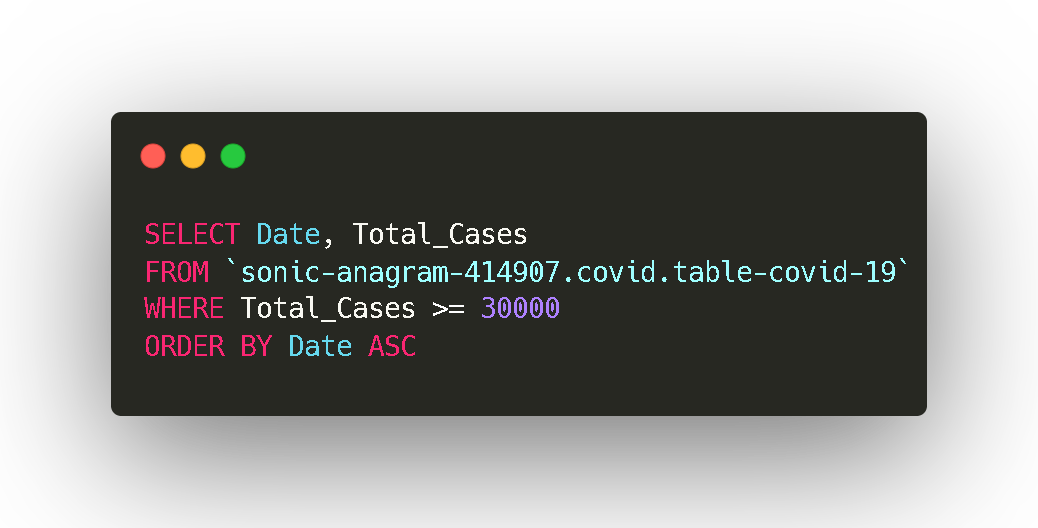 SELECT Date, Total_Cases
FROM `sonic-anagram-414907.covid.table-covid-19`
WHERE Total_Cases >= 30000
ORDER BY Date ASC